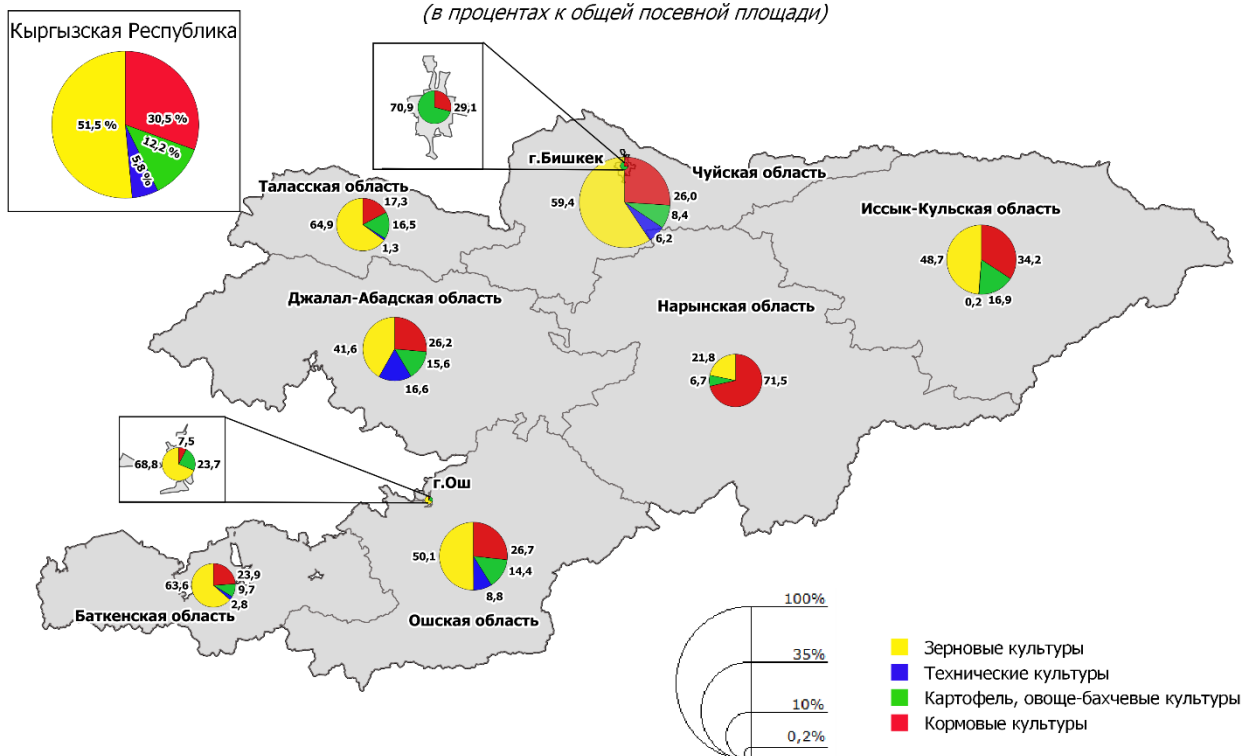 (в процентах к общей посевной площади)
Кыргызская Республика
51,5 %
30,5 %
12,2 %
5,8 %
70,9
29,1
г.Бишкек
Чуйская область
59,4
26,0
8,4
6,2
Таласская область
17,3
64,9
16,5
1,3
Иссык-Кульская область
48,7
34,2
0,2
16,9
Джалал-Абадская область
41,6
26,2
15,6
16,6
Нарынская область
21,8
6,7
71,5
7,5
68,8
23,7
г.Ош
50,1
26,7
14,4
8,8
Ошская область
63,6
23,9
9,7
2,8
Баткенская область
100%
35%
10%
0,2%
Зерновые культуры
Технические культуры
Картофель, овоще-бахчевые культуры
Кормовые культуры